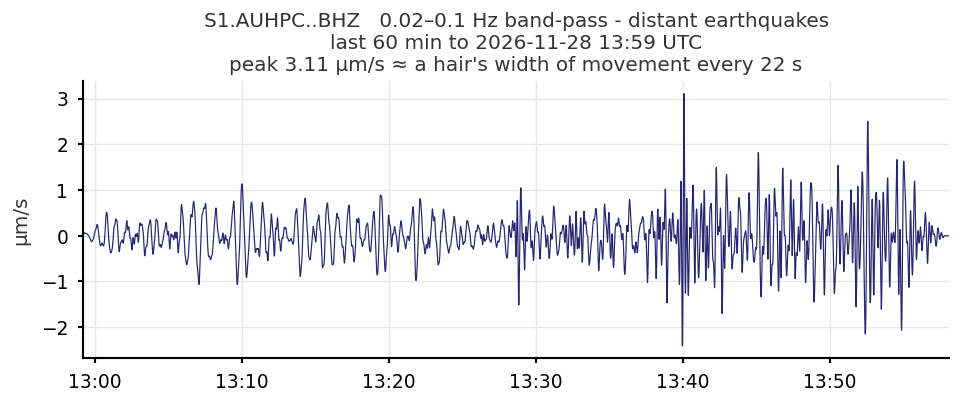 S1.AUHPC..BHZ   0.02–0.1 Hz band-pass - distant earthquakes
last 60 min to 2026-11-28 13:59 UTC
peak 3.11 µm/s ≈ a hair's width of movement every 22 s
µm/s
3
2
1
0
−1
−2
13:00 13:10 13:20 13:30 13:40 13:50